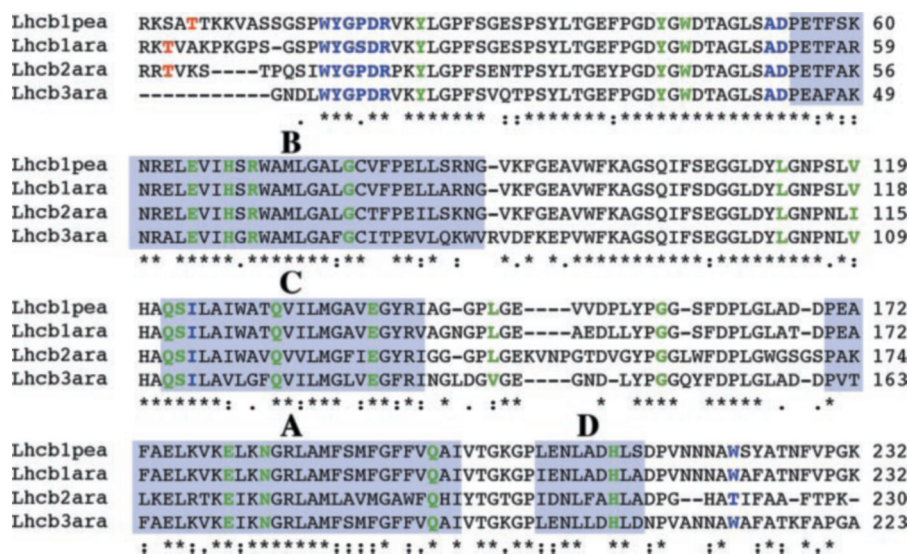 Lhcb1pea RKSATTKKVASSGSPWYGPDRVKYLGPFSGESPSYLTGEFPGDYGWDTAGLSADPETFSK 60
Lhcb1ara RKTVAKPKGPS-GSPWYGSDRVKYLGPFSGESPSYLTGEFPGDYGWDTAGLSADPETFAR 59
Lhcb2ara RRTVKS----TPQSIWYGPDRPKYLGPFSENTPSYLTGEYPGDYGWDTAGLSADPETFAK 56
Lhcb3ara -----------GNDLWYGPDRVKYLGPFSVQTPSYLTGEFPGDYGWDTAGLSADPEAFAK 49
. ***.** ******* ::******:******************:*::
B
Lhcb1pea NRELEVIHSRWAMLGALGCVFPELLSRNG-VKFGEAVWFKAGSQIFSEGGLDYLGNPSLV 119
Lhcb1ara NRELEVIHSRWAMLGALGCVFPELLARNG-VKFGEAVWFKAGSQIFSDGGLDYLGNPSLV 118
Lhcb2ara NRELEVIHSRWAMLGALGCTFPEILSKNG-VKFGEAVWFKAGSQIFSEGGLDYLGNPNLI 115
Lhcb3ara NRALEVIHGRWAMLGAFGCITPEVLQKWVRVDFKEPVWFKAGSQIFSEGGLDYLGNPNLV 109
** *****.*******:** **:* : *.* *.***********:*********.*:
C
Lhcb1pea HAQSILAIWATQVILMGAVEGYRIAG-GPLGE----VVDPLYPGG-SFDPLGLAD-PEA 172
Lhcb1ara HAQSILAIWATQVILMGAVEGYRVAGNGPLGE----AEDLLYPGG-SFDPLGLAT-DPEA 172
Lhcb2ara HAQSILAIWAVQVVLMGFIEGYRIGG-GPLGEKVNPGTDVGYPGGLWFDPLGWGSGSPAK 174
Lhcb3ara HAQSILAVLGFQVILMGLVEGFRINGLDGVGE----GND-LYPGGQYFDPLGLAD-DPVT 163
*******: . **:*** :**:*: * .:** * **** ***** . .*
A D
Lhcb1pea FAELKVKELKNGRLAMFSMFGFFVQAIVTGKGPLENLADHLSDPVNNNAWSYATNFVPGK 232
Lhcb1ara FAELKVKELKNGRLAMFSMFGFFVQAIVTGKGPLENLADHLADPVNNNAWAFATNFVPGK 232
Lhcb2ara LKELRTKEIKNGRLAMLAVMGAWFQHIYTGTGPIDNLFAHLADPG--HATIFAA-FTPK- 230
Lhcb3ara FAELKVKEIKNGRLAMFSMFGFFVQAIVTGKGPLENLLDHLDNPVANNAWAFATKFAPGA 223
: **:.**:*******:::* :.* * **.**::** ** :* :* :*: *.*